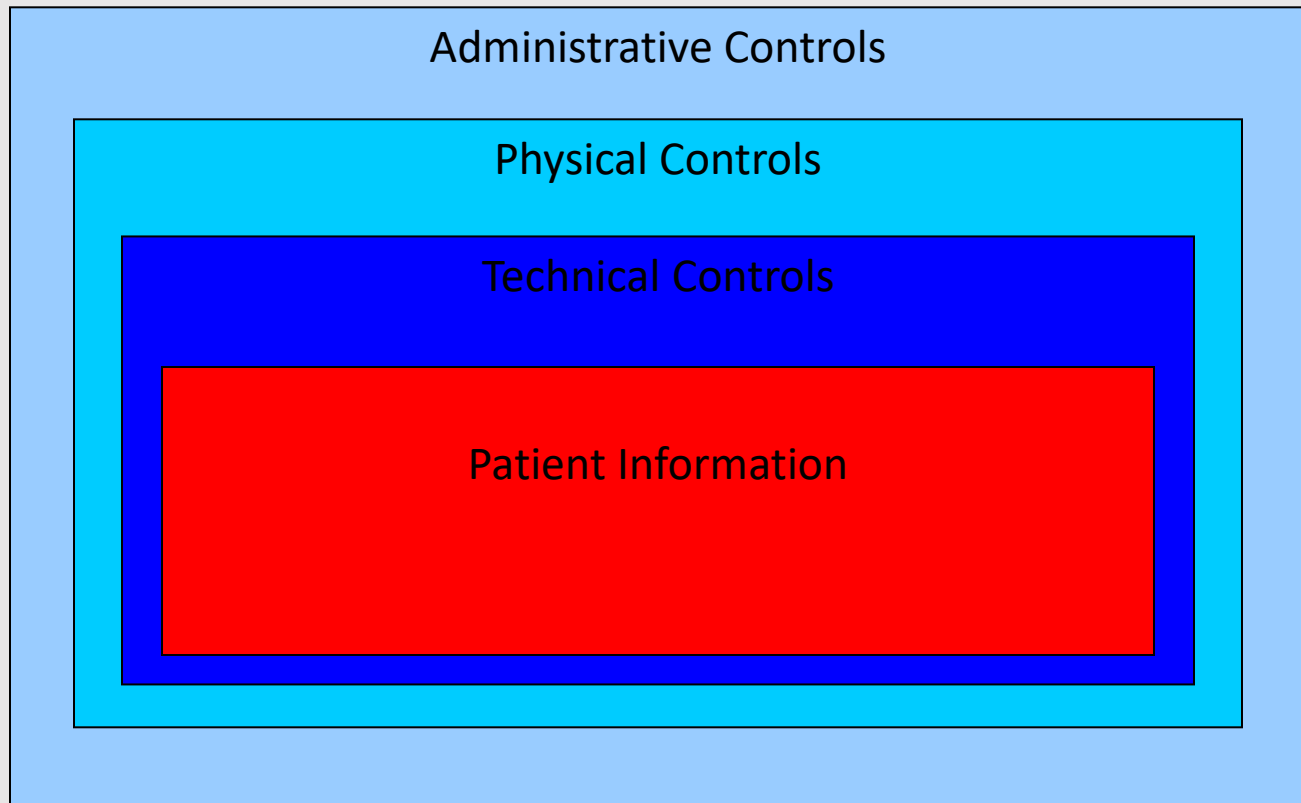 Administrative Controls
Physical Controls
Technical Controls
Patient Information